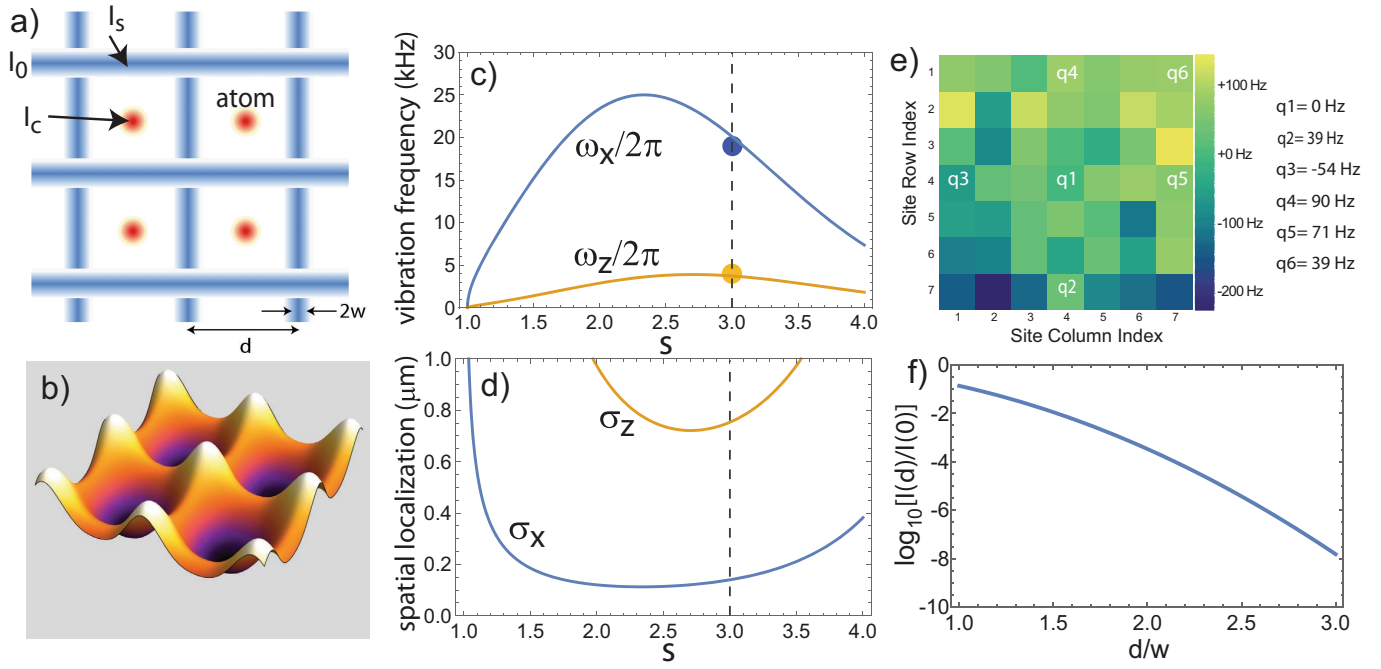 a)
I_s
I_0
I_c
atom
2w
d
b)
c)
vibration frequency (kHz)
30
25
20
15
10
5
0
ω_x/2π
ω_z/2π
1.0 1.5 2.0 2.5 3.0 3.5 4.0
s
d)
spatial localization (μm)
1.0
0.8
0.6
0.4
0.2
0.0
σ_z
σ_x
1.0 1.5 2.0 2.5 3.0 3.5 4.0
s
e)
Site Row Index
1
2
3
4
5
6
7
q4 q6
q3 q1 q5
q2
1 2 3 4 5 6 7
Site Column Index
+100 Hz
+0 Hz
-100 Hz
-200 Hz
q1= 0 Hz
q2= 39 Hz
q3= -54 Hz
q4= 90 Hz
q5= 71 Hz
q6= 39 Hz
f)
log₁₀[I(d)/I(0)]
0
-2
-4
-6
-8
-10
1.0 1.5 2.0 2.5 3.0
d/w